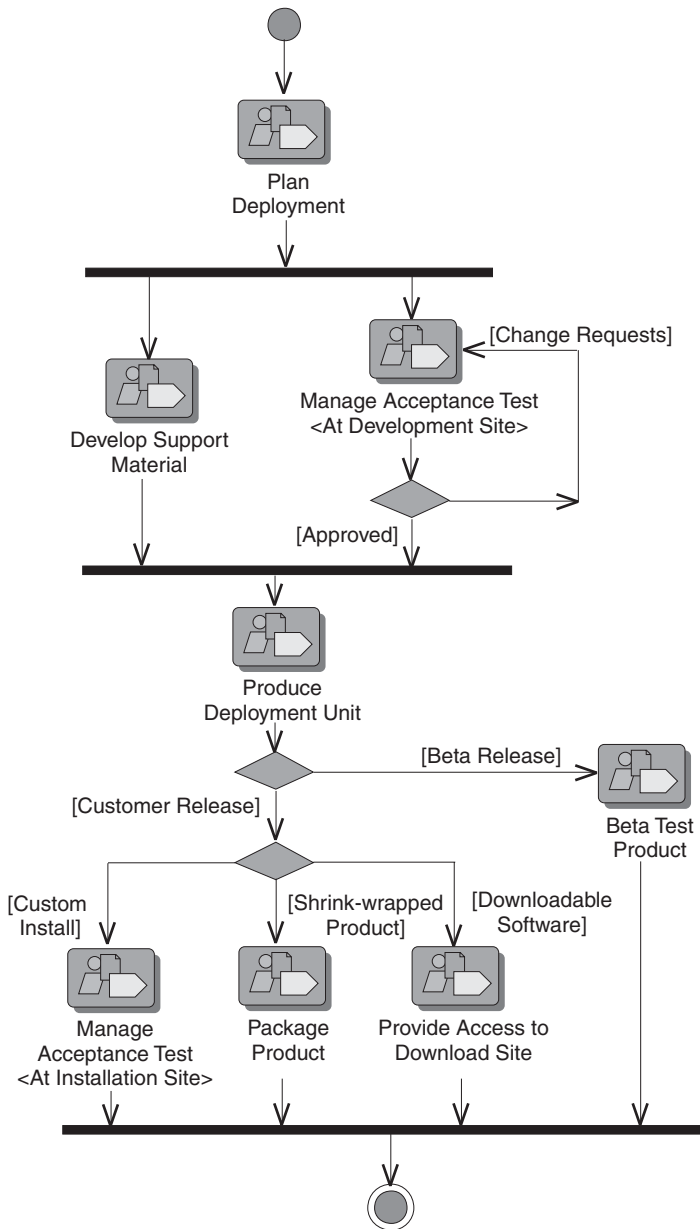 Plan
Deployment
[Change Requests]
Manage Acceptance Test
<At Development Site>
Develop Support
Material
[Approved]
Produce
Deployment Unit
[Beta Release]
[Customer Release]
Beta Test
Product
[Custom
Install]
[Shrink-wrapped
Product]
[Downloadable
Software]
Manage
Acceptance Test
<At Installation Site>
Package
Product
Provide Access to
Download Site